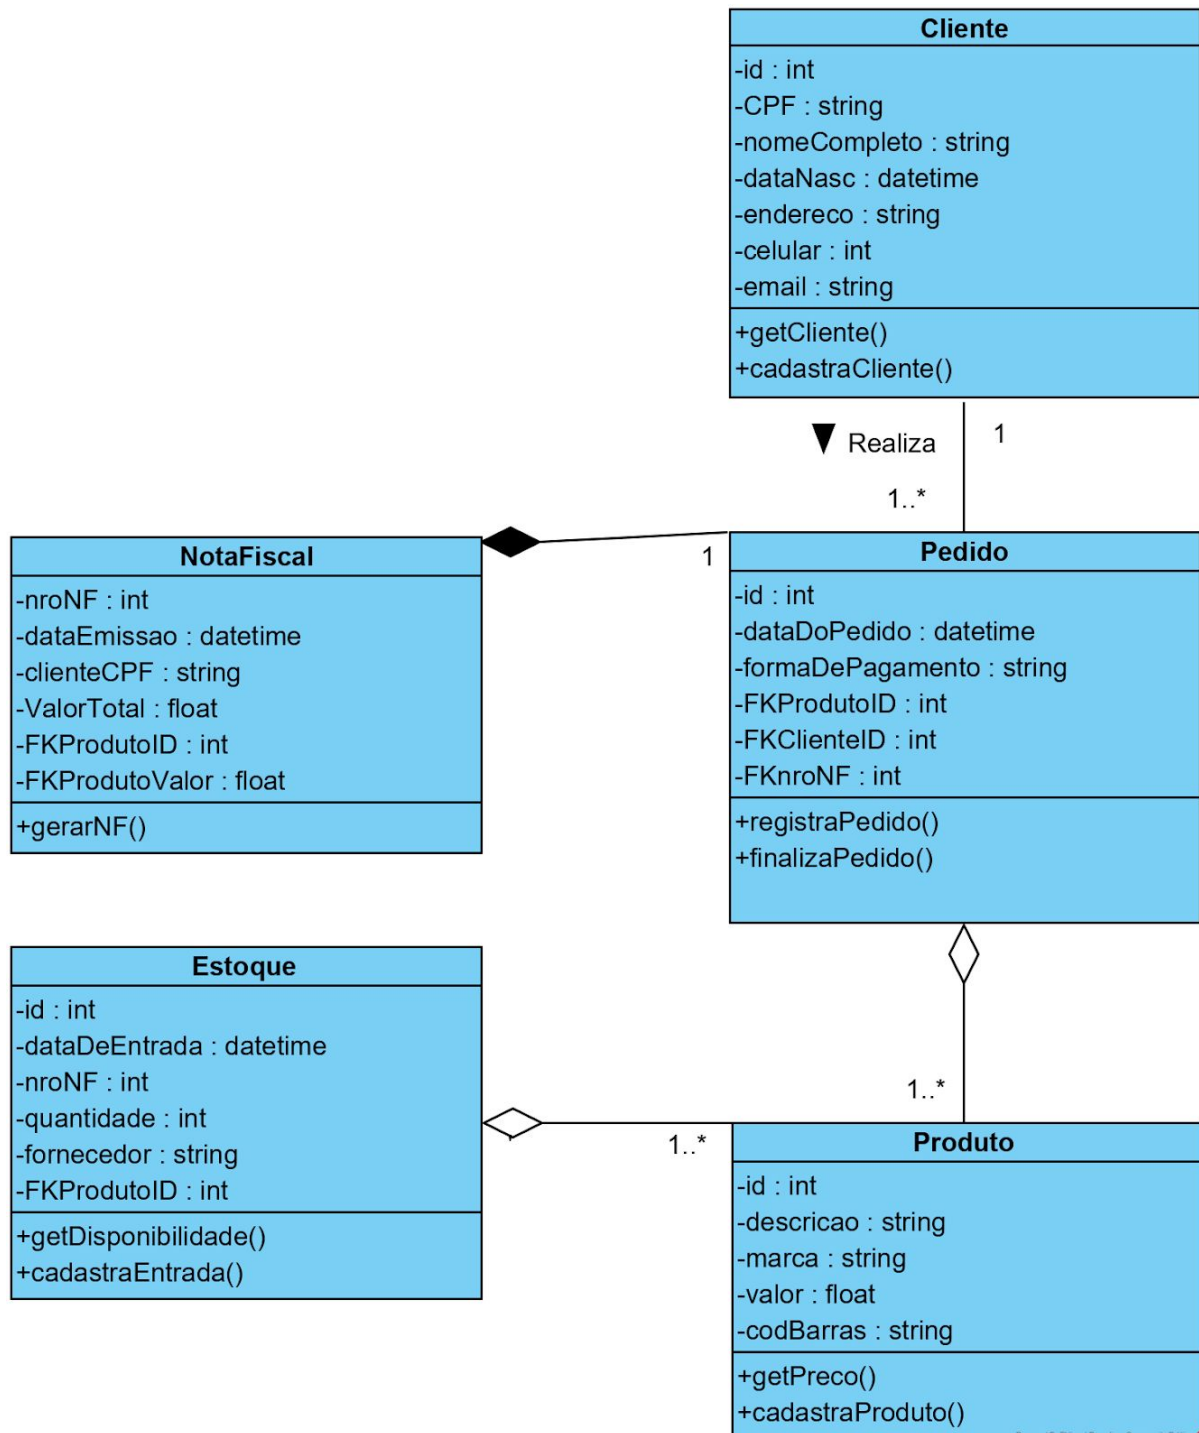 Cliente
-id : int
-CPF : string
-nomeCompleto : string
-dataNasc : datetime
-endereco : string
-celular : int
-email : string
+getCliente()
+cadastraCliente()
Realiza
1
1..*
1
NotaFiscal
-nroNF : int
-dataEmissao : datetime
-clienteCPF : string
-ValorTotal : float
-FKProdutoID : int
-FKProdutoValor : float
+gerarNF()
Pedido
-id : int
-dataDoPedido : datetime
-formaDePagamento : string
-FKProdutoID : int
-FKClienteID : int
-FKnroNF : int
+registraPedido()
+finalizaPedido()
Estoque
-id : int
-dataDeEntrada : datetime
-nroNF : int
-quantidade : int
-fornecedor : string
-FKProdutoID : int
+getDisponibilidade()
+cadastraEntrada()
1..*
1..*
Produto
-id : int
-descricao : string
-marca : string
-valor : float
-codBarras : string
+getPreco()
+cadastraProduto()